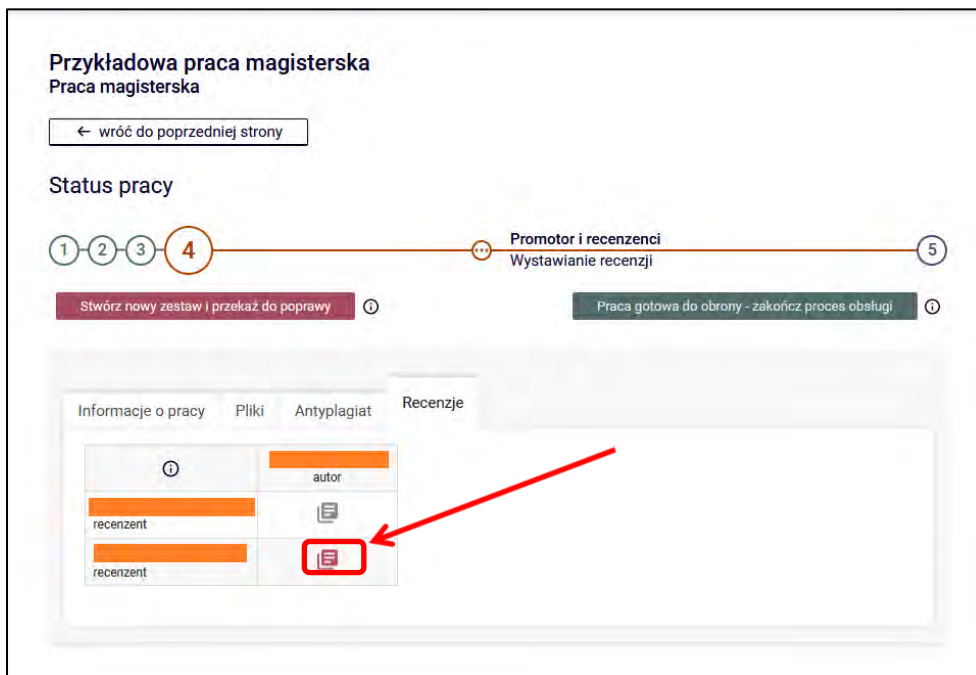 Przykładowa praca magisterska
Praca magisterska
← wróć do poprzedniej strony
Status pracy
1 2 3 4
Promotor i recenzenci
Wystawianie recenzji
5
Stwórz nowy zestaw i przekaż do poprawy
Praca gotowa do obrony - zakończ proces obsługi
Informacje o pracy Pliki Antyplagiat Recenzje
autor
recenzent
recenzent